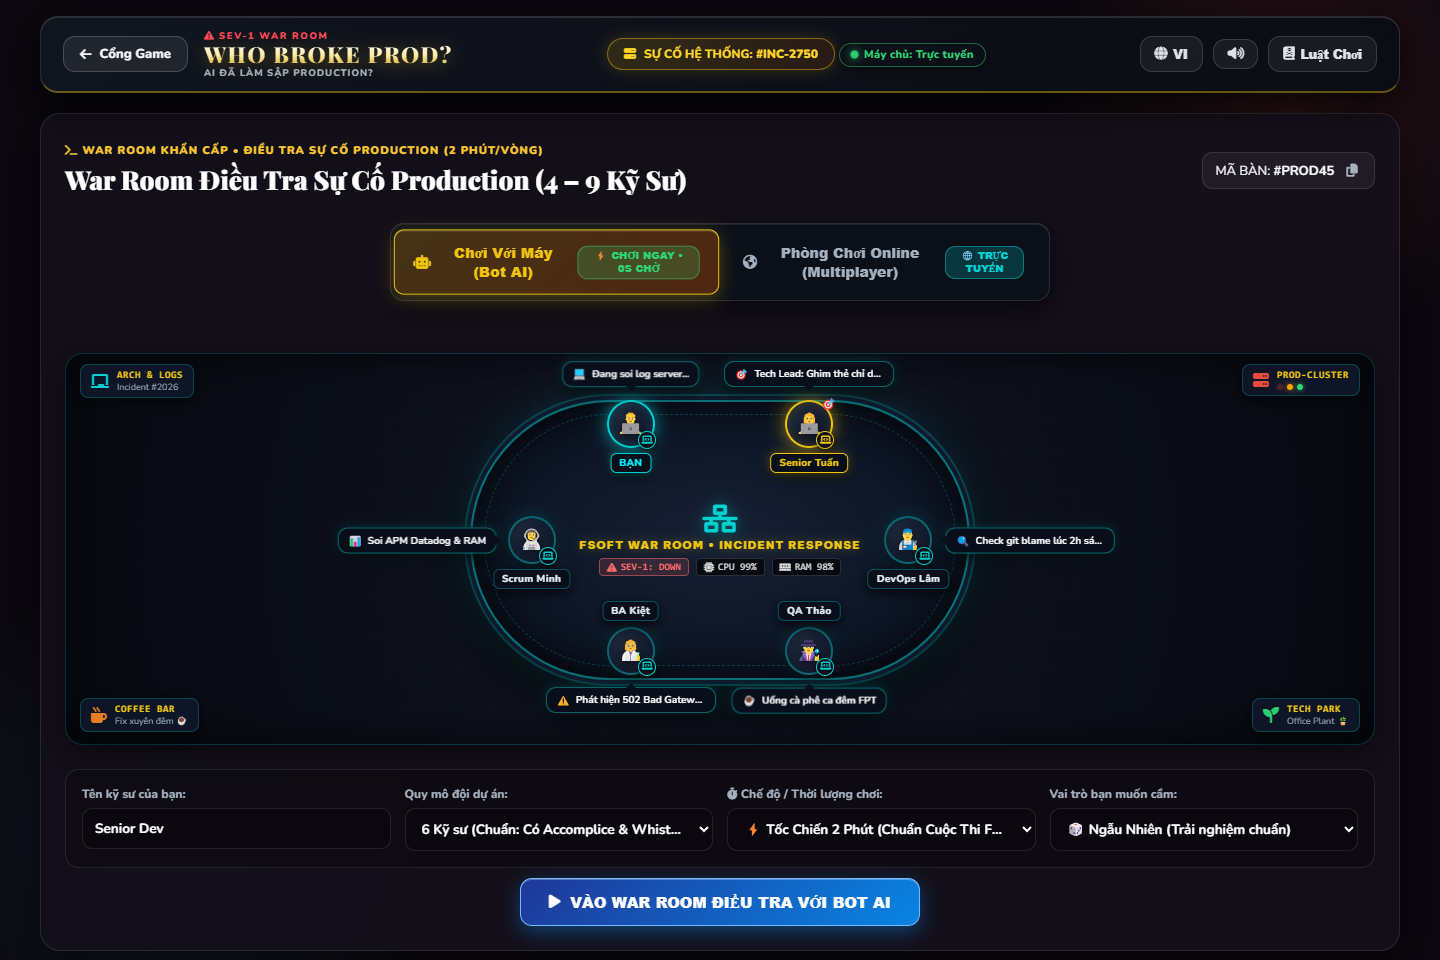 Cổng Game
SEV-1 WAR ROOM
WHO BROKE PROD?
AI ĐÃ LÀM SẬP PRODUCTION?
SỰ CỐ HỆ THỐNG: #INC-2750
Máy chủ: Trực tuyến
VI
Luật Chơi
WAR ROOM KHẨN CẤP • ĐIỀU TRA SỰ CỐ PRODUCTION (2 PHÚT/VÒNG)
War Room Điều Tra Sự Cố Production (4 – 9 Kỹ Sư)
MÃ BÀN: #PROD45
Chơi Với Máy
(Bot AI)
CHƠI NGAY •
0S CHỜ
Phòng Chơi Online
(Multiplayer)
TRỰC
TUYẾN
ARCH & LOGS
Incident #2026
Đang soi log server...
Tech Lead: Ghim thẻ chỉ đ...
PROD-CLUSTER
BẠN
Senior Tuấn
Soi APM Datadog & RAM
Scrum Minh
FSOFT WAR ROOM • INCIDENT RESPONSE
SEV-1: DOWN
CPU 99%
RAM 98%
DevOps Lâm
Check git blame lúc 2h sá...
BA Kiệt
QA Thảo
Phát hiện 502 Bad Gatew...
Uống cà phê ca đêm FPT
COFFEE BAR
Fix xuyên đêm
TECH PARK
Office Plant
Tên kỹ sư của bạn:
Quy mô đội dự án:
Chế độ / Thời lượng chơi:
Vai trò bạn muốn cầm:
Senior Dev
6 Kỹ sư (Chuẩn: Có Accomplice & Whist...
Tốc Chiến 2 Phút (Chuẩn Cuộc Thi F...
Ngẫu Nhiên (Trải nghiệm chuẩn)
VÀO WAR ROOM ĐIỀU TRA VỚI BOT AI